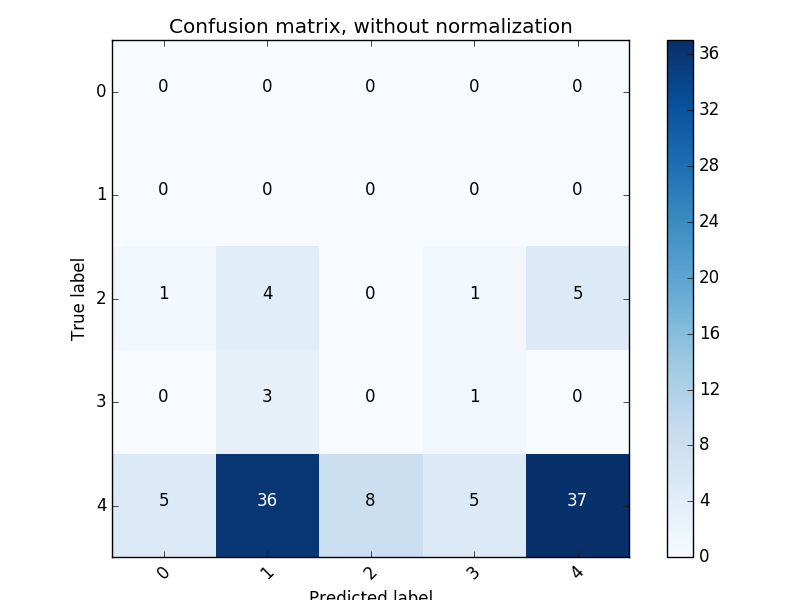 Confusion matrix, without normalization
0 0 0 0 0 0
1 0 0 0 0 0
2 1 4 0 1 5
3 0 3 0 1 0
4 5 36 8 5 37
0 1 2 3 4
True label
Predicted label
36
32
28
24
20
16
12
8
4
0